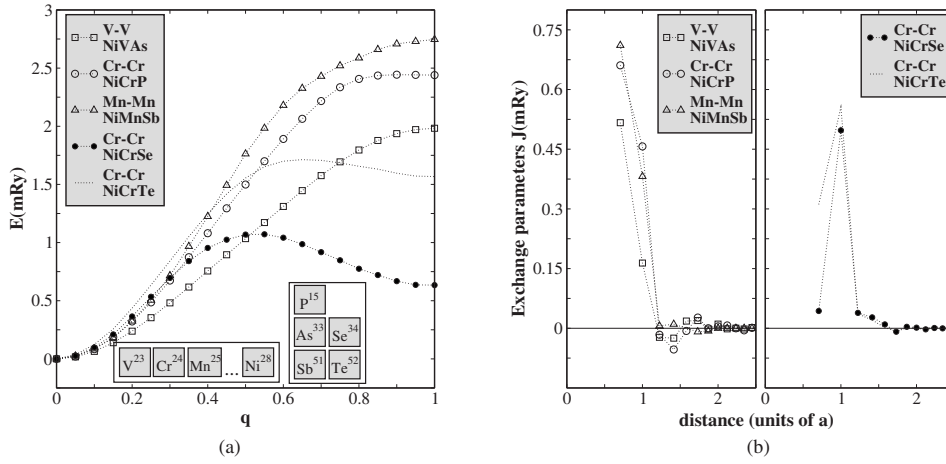 3
2.5
2
1.5
1
0.5
0
E(mRy)
V-V
NiVAs
Cr-Cr
NiCrP
Mn-Mn
NiMnSb
Cr-Cr
NiCrSe
Cr-Cr
NiCrTe
P15
As33 Se34
Sb51 Te52
V23 Cr24 Mn25 ... Ni28
0 0.2 0.4 0.6 0.8 1
q
(a)
0.75
0.6
0.45
0.3
0.15
0
Exchange parameters J(mRy)
V-V
NiVAs
Cr-Cr
NiCrP
Mn-Mn
NiMnSb
Cr-Cr
NiCrSe
Cr-Cr
NiCrTe
0 1 2 0 1 2
distance (units of a)
(b)